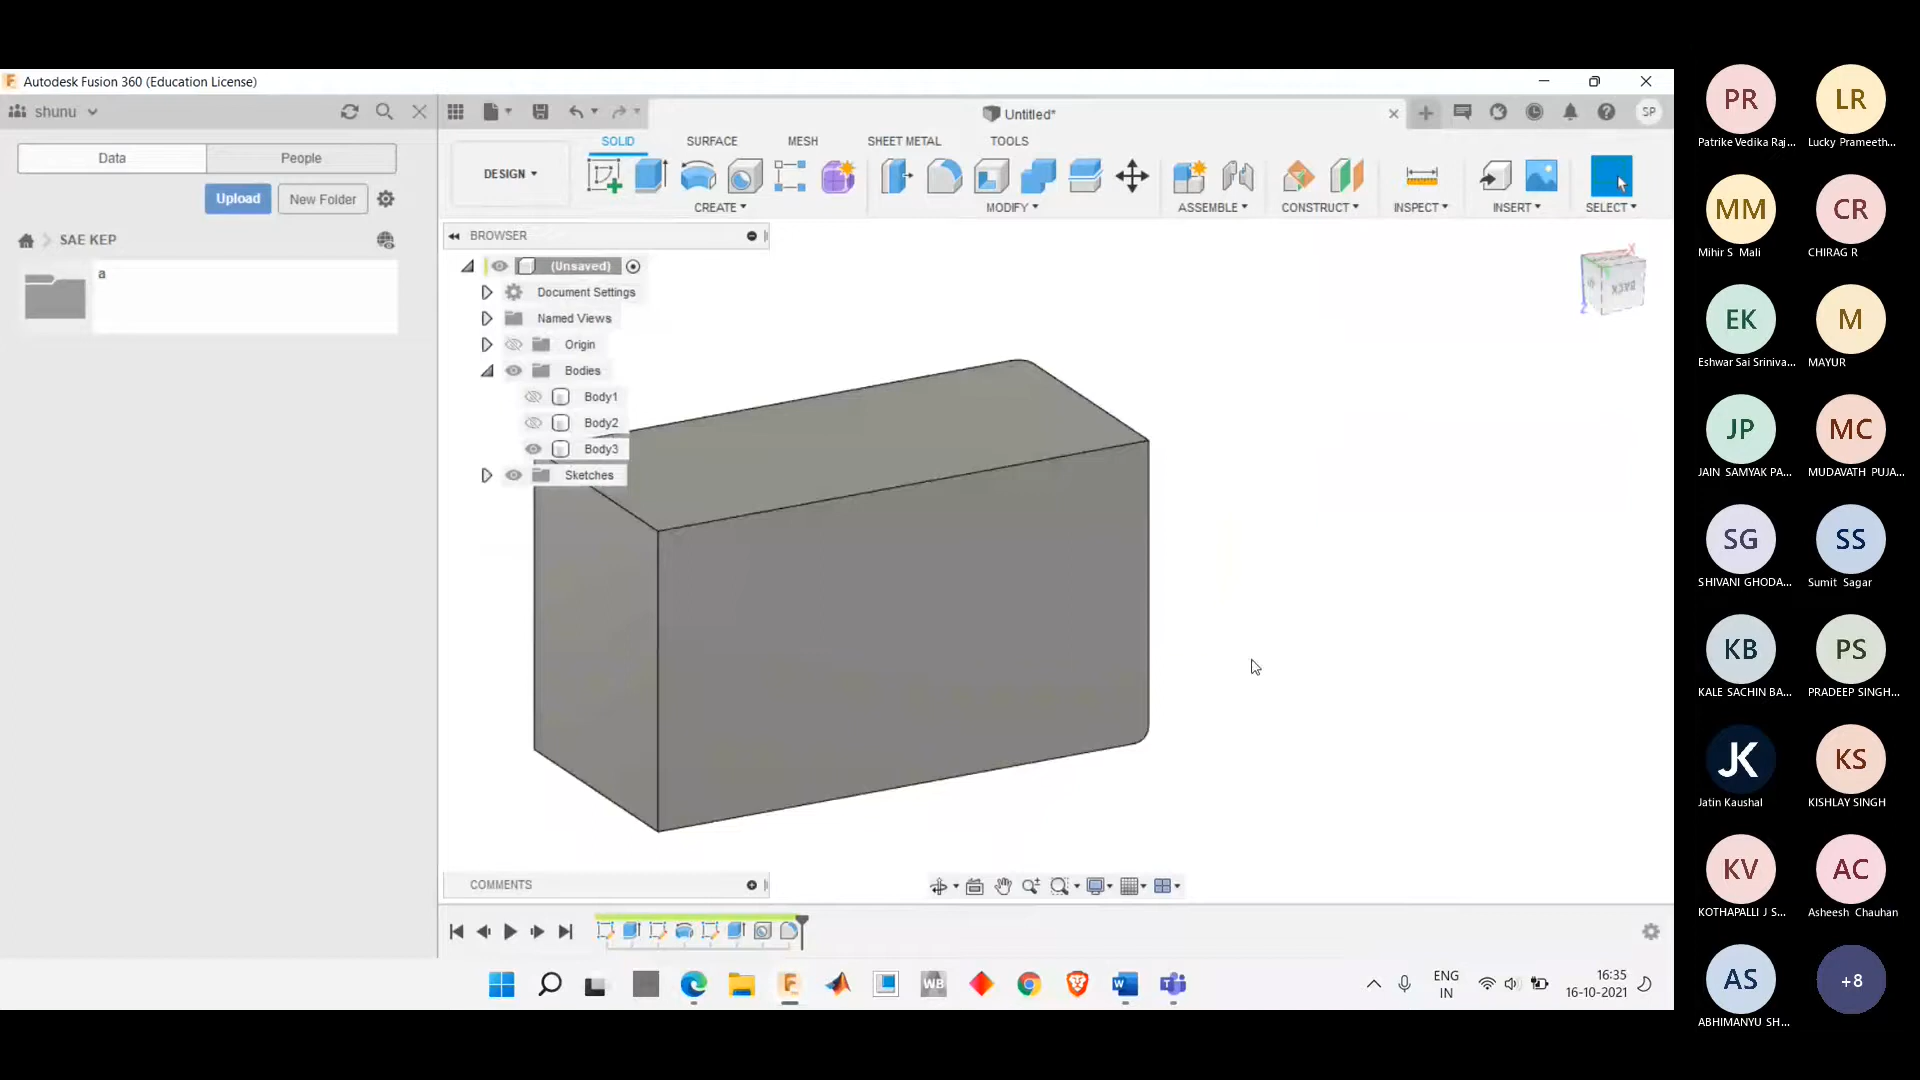 Autodesk Fusion 360 (Education License)
shunu
Untitled*
SP
Data
People
Upload
New Folder
SAE KEP
a
SOLID
SURFACE
MESH
SHEET METAL
TOOLS
DESIGN
CREATE
MODIFY
ASSEMBLE
CONSTRUCT
INSPECT
INSERT
SELECT
BROWSER
(Unsaved)
Document Settings
Named Views
Origin
Bodies
Body1
Body2
Body3
Sketches
BACK
X
Z
COMMENTS
WB
ENG
IN
16:35
16-10-2021
PR
Patrike Vedika Raj...
LR
Lucky Prameeth...
MM
Mihir S Mali
CR
CHIRAG R
EK
Eshwar Sai Sriniva...
M
MAYUR
JP
JAIN SAMYAK PA...
MC
MUDAVATH PUJA...
SG
SHIVANI GHODA...
SS
Sumit Sagar
KB
KALE SACHIN BA...
PS
PRADEEP SINGH...
JK
Jatin Kaushal
KS
KISHLAY SINGH
KV
KOTHAPALLI J S...
AC
Asheesh Chauhan
AS
ABHIMANYU SH...
+8